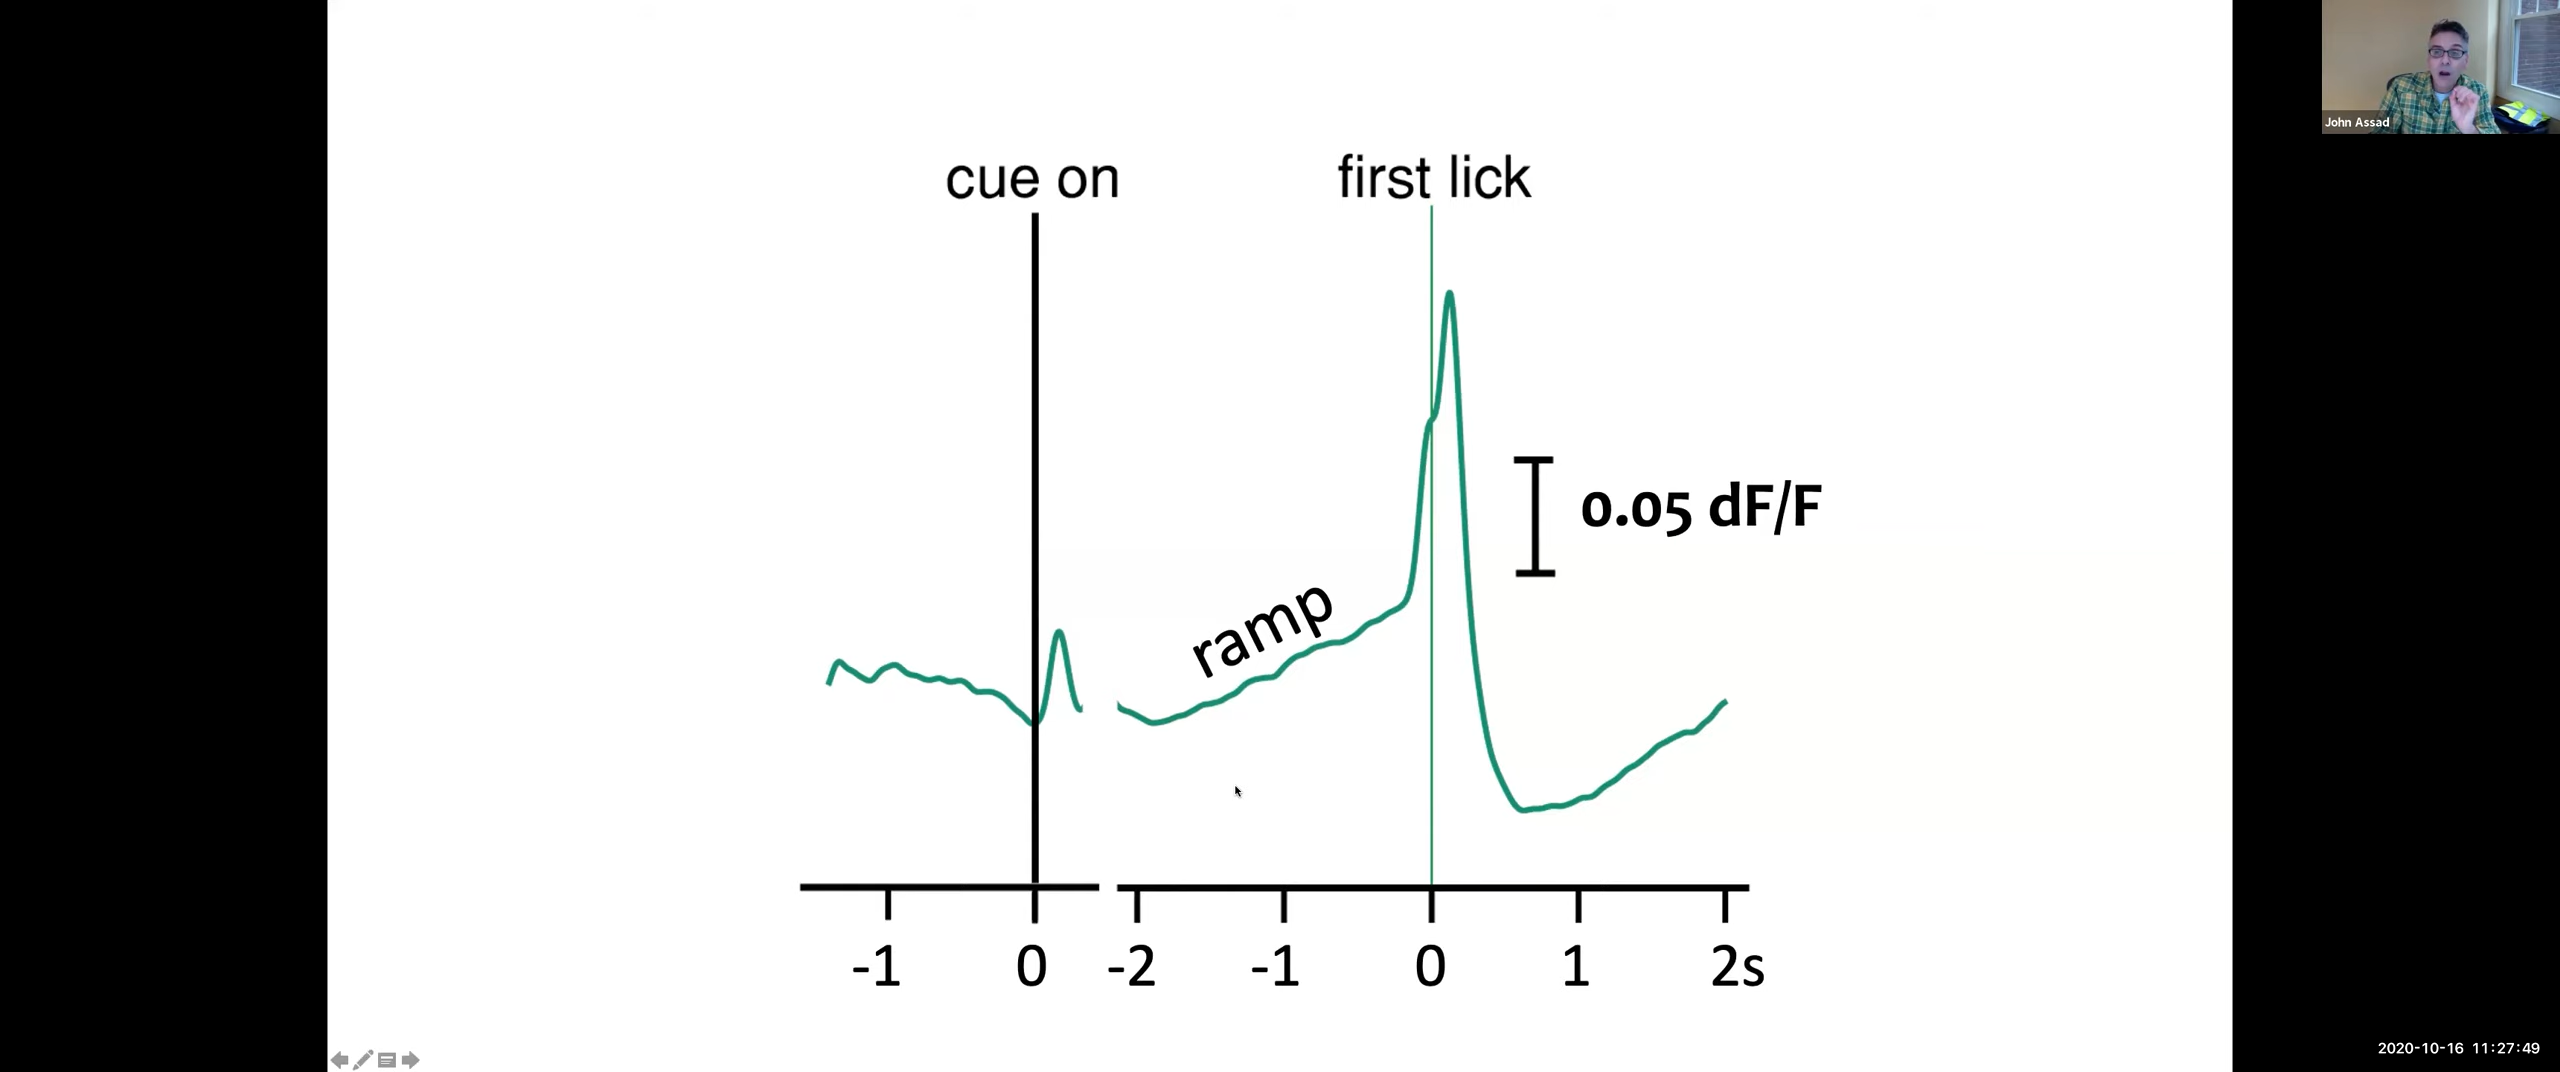 John Assad
cue on
first lick
0.05 dF/F
ramp
-1 0 -2 -1 0 1 2s
2020-10-16 11:27:49